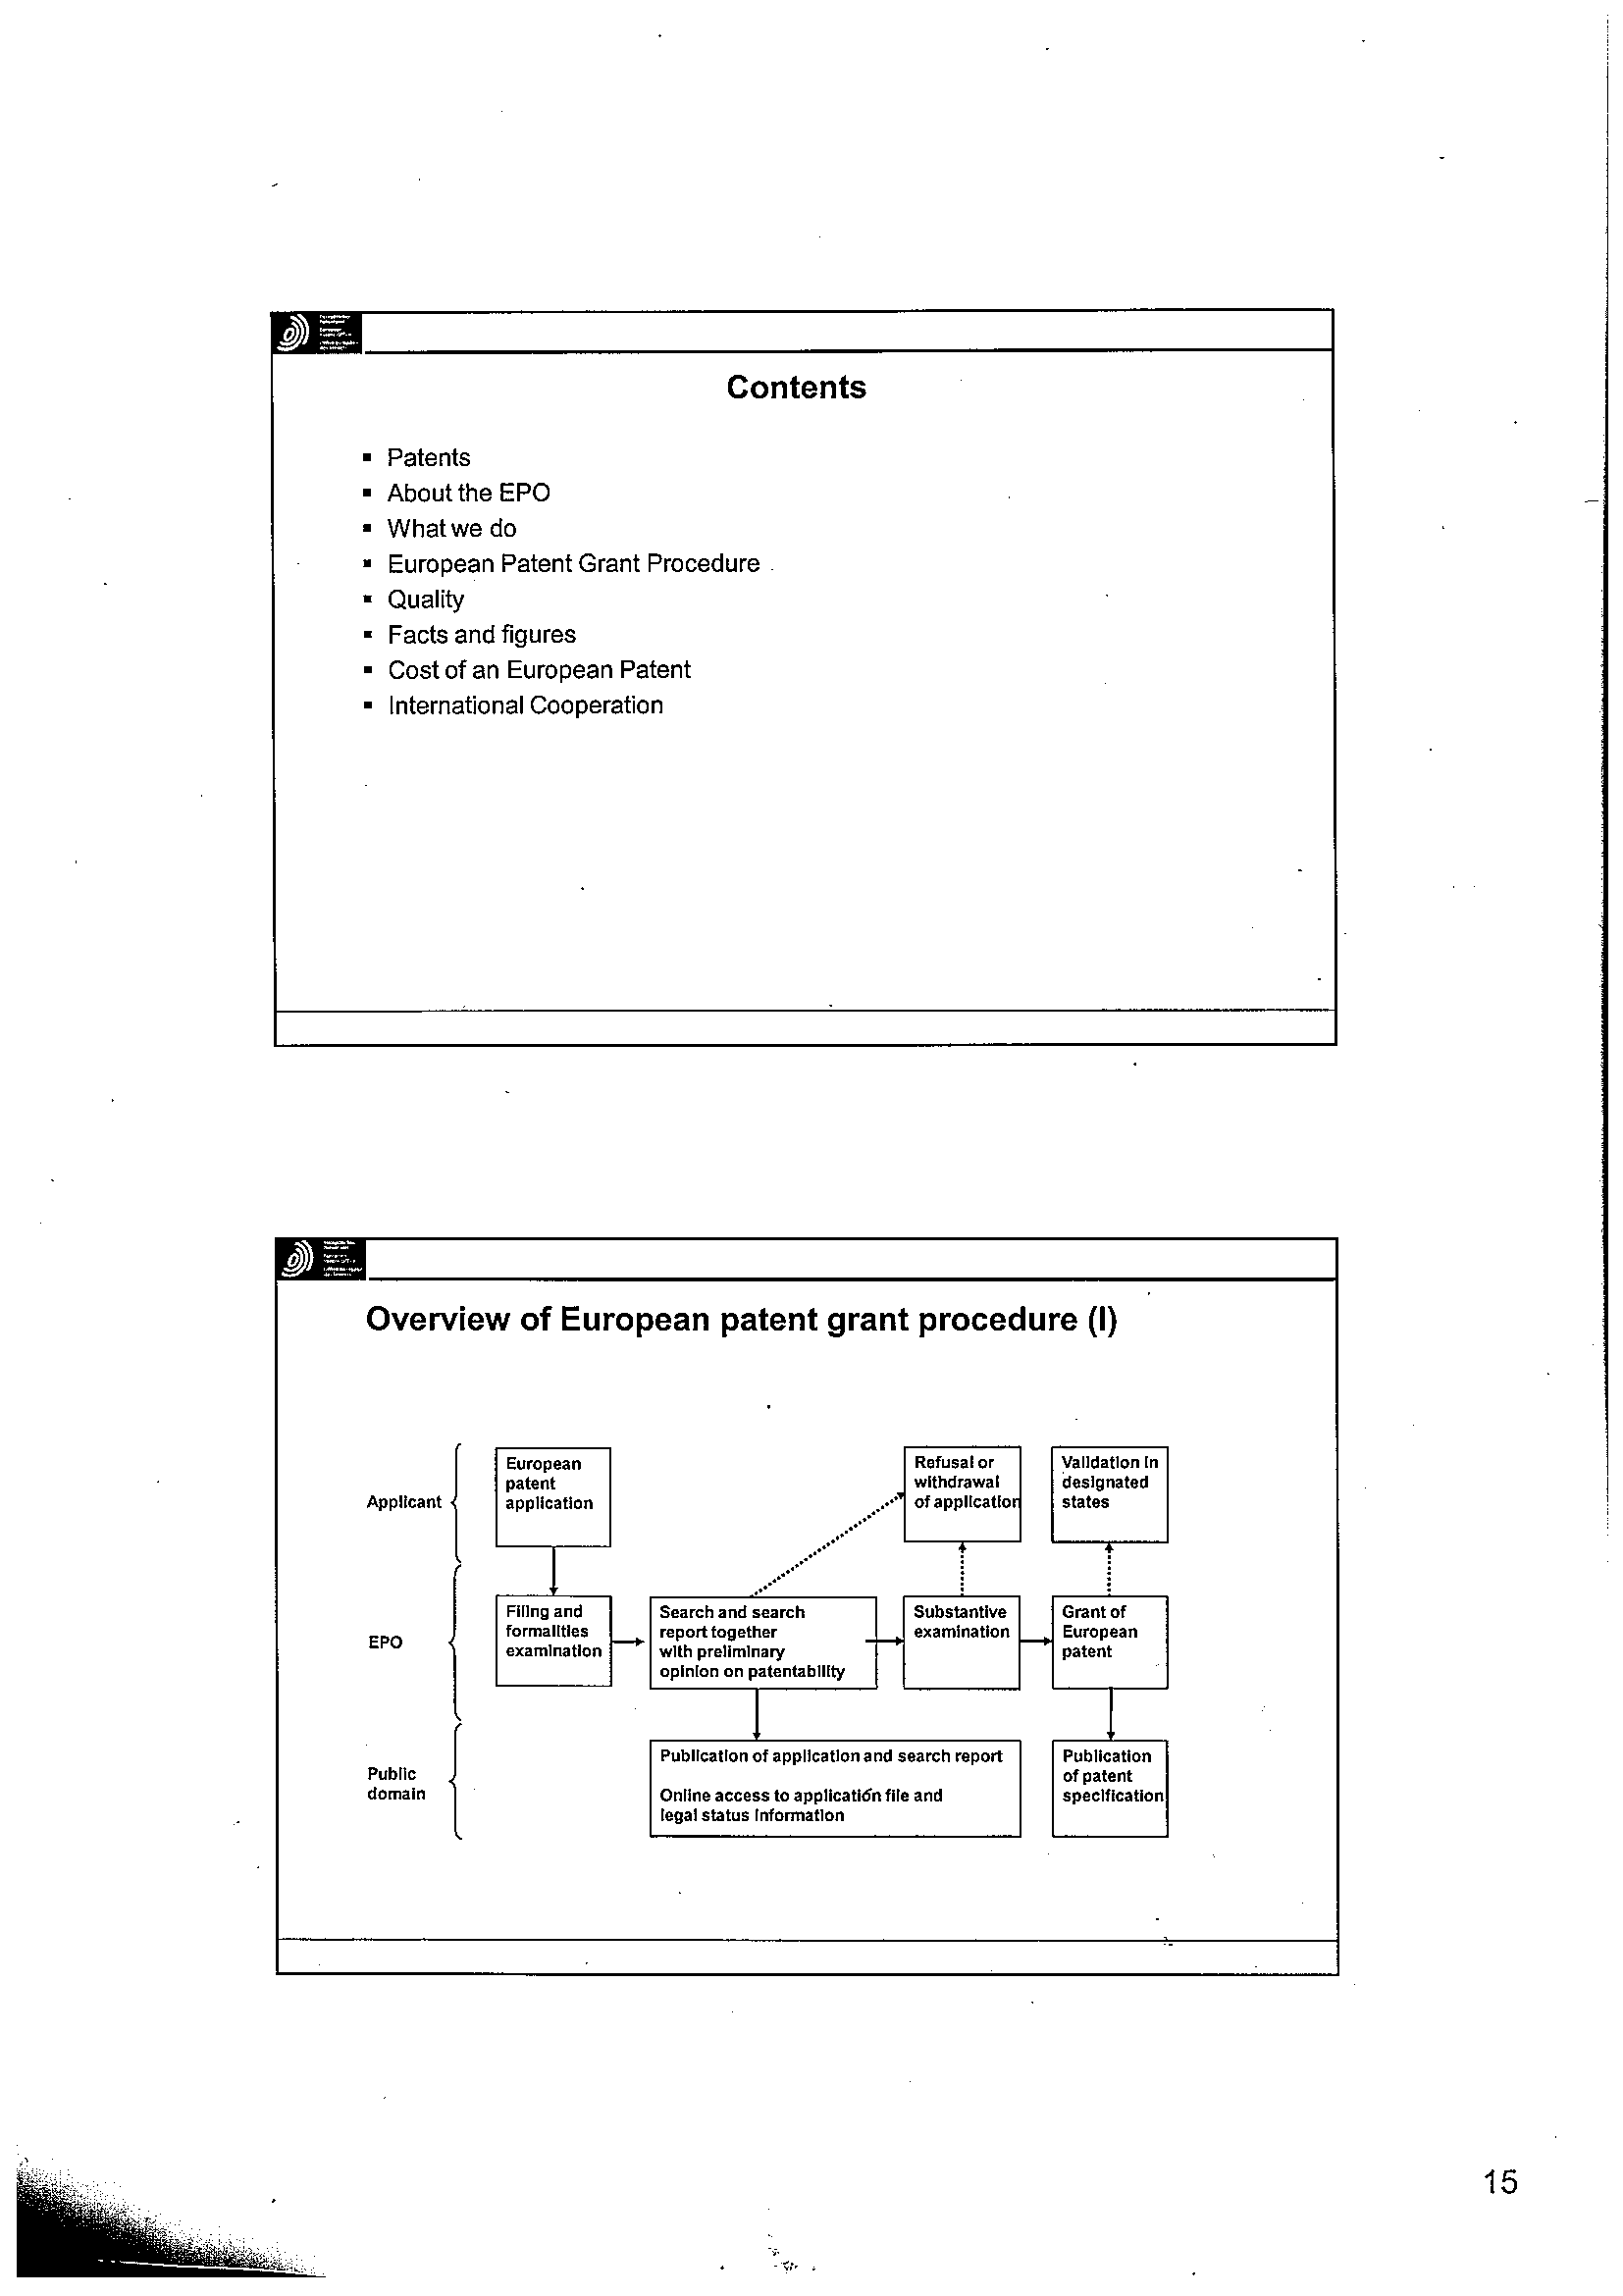 Contents
Patents
About the EPO
What we do
European Patent Grant Procedure
Quality
Facts and figures
Cost of an European Patent
International Cooperation
Overview of European patent grant procedure (I)
Applicant
European
patent
application
Refusal or
withdrawal
of application
Validation in
designated
states
EPO
Filing and
formalities
examination
Search and search
report together
with preliminary
opinion on patentability
Substantive
examination
Grant of
European
patent
Public
domain
Publication of application and search report
Online access to application file and
legal status information
Publication
of patent
specification
15